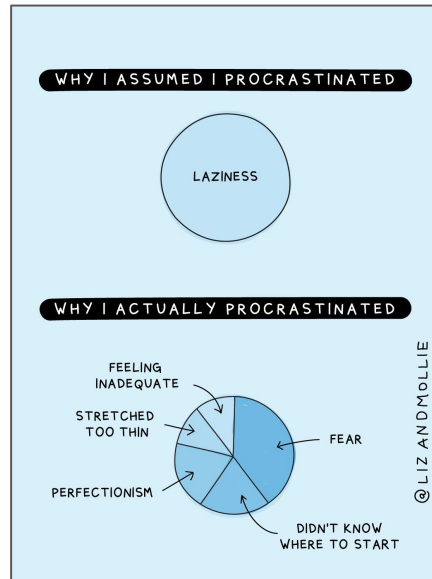 WHY I ASSUMED I PROCRASTINATED
LAZINESS
WHY I ACTUALLY PROCRASTINATED
FEELING
INADEQUATE
STRETCHED
TOO THIN
FEAR
PERFECTIONISM
DIDN'T KNOW
WHERE TO START
@LIZANDMOLLIE